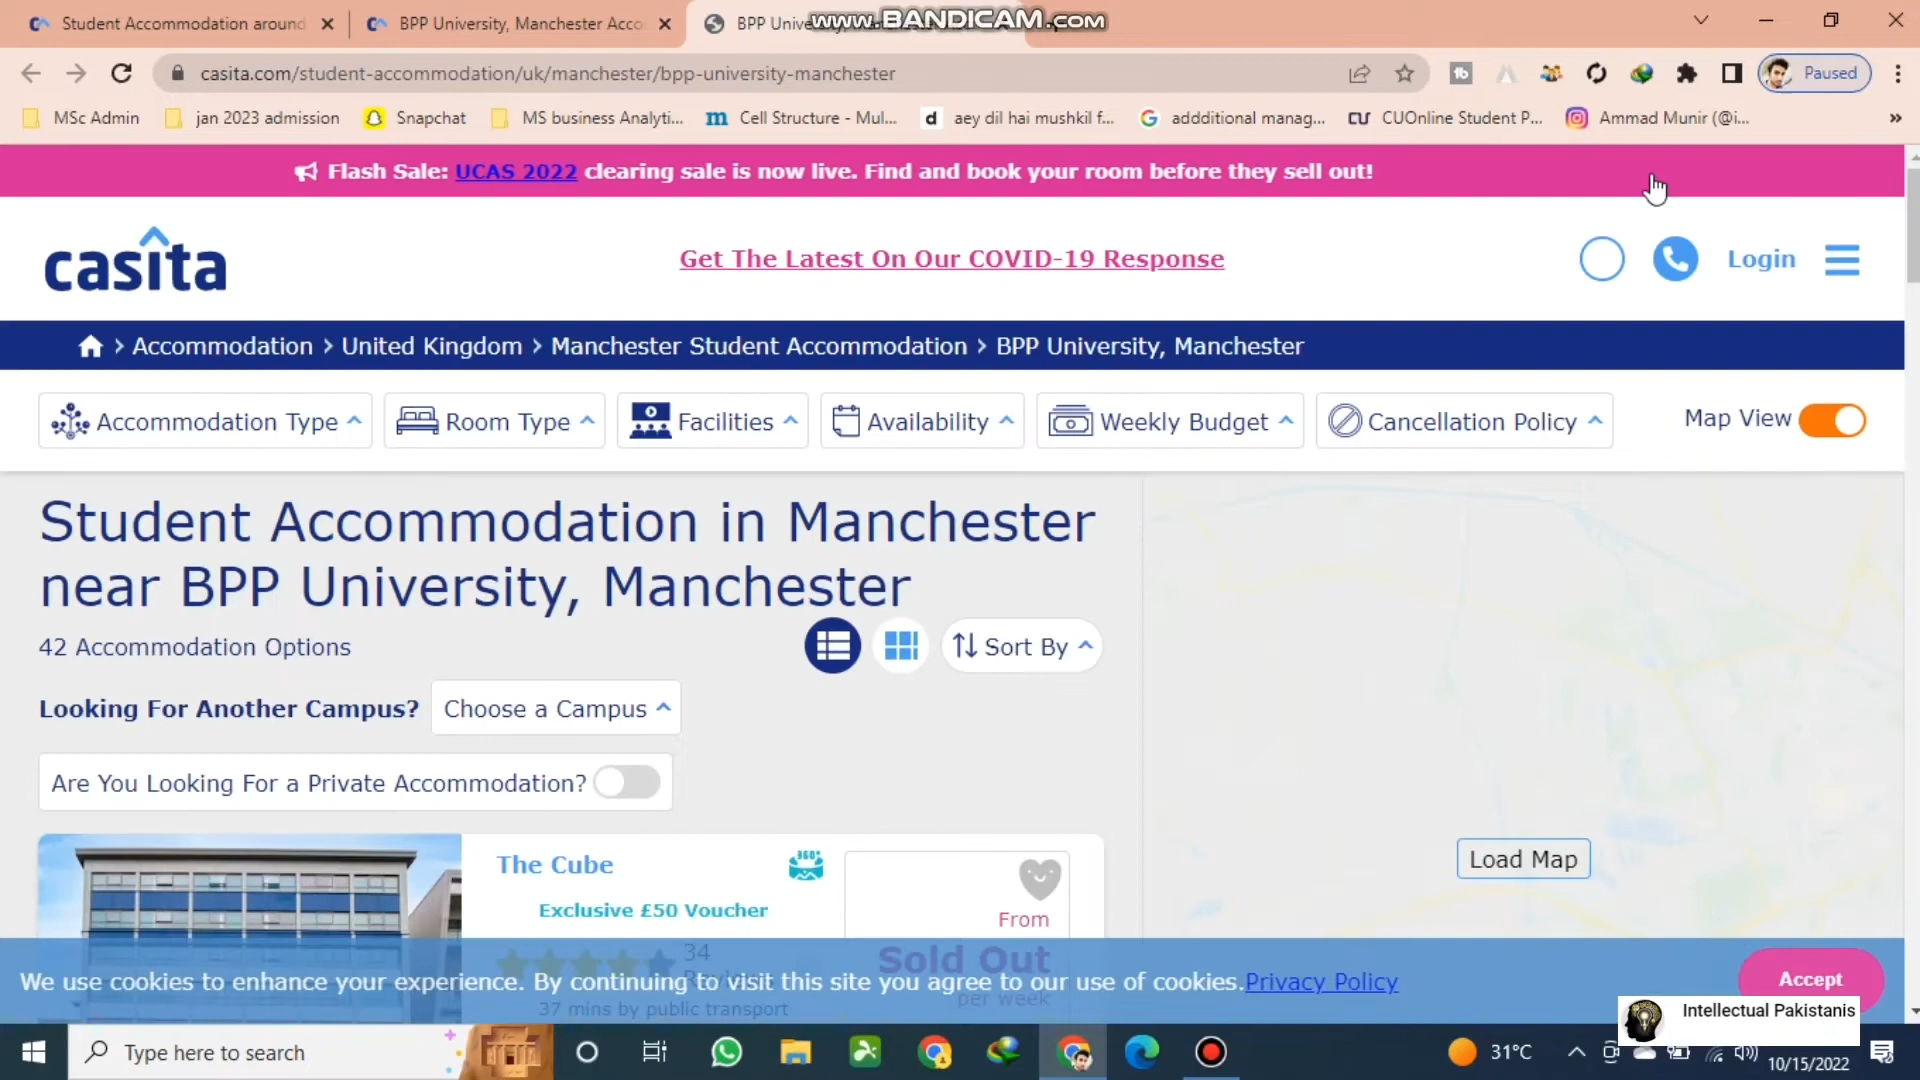 Student Accommodation around
BPP University, Manchester Acco
BPP Unive
www.BANDICAM.com
casita.com/student-accommodation/uk/manchester/bpp-university-manchester
Paused
MSc Admin
jan 2023 admission
Snapchat
MS business Analyti...
Cell Structure - Mul...
aey dil hai mushkil f...
addditional manag...
CUOnline Student P...
Ammad Munir (@i...
Flash Sale: UCAS 2022 clearing sale is now live. Find and book your room before they sell out!
casita
Get The Latest On Our COVID-19 Response
Login
Accommodation > United Kingdom > Manchester Student Accommodation > BPP University, Manchester
Accommodation Type
Room Type
Facilities
Availability
Weekly Budget
Cancellation Policy
Map View
Student Accommodation in Manchester
near BPP University, Manchester
42 Accommodation Options
Sort By
Looking For Another Campus?
Choose a Campus
Are You Looking For a Private Accommodation?
The Cube
360°
Exclusive £50 Voucher
From
Load Map
34
Sold Out
We use cookies to enhance your experience. By continuing to visit this site you agree to our use of cookies.Privacy Policy
Accept
per week
37 mins by public transport
Intellectual Pakistanis
Type here to search
31°C
10/15/2022